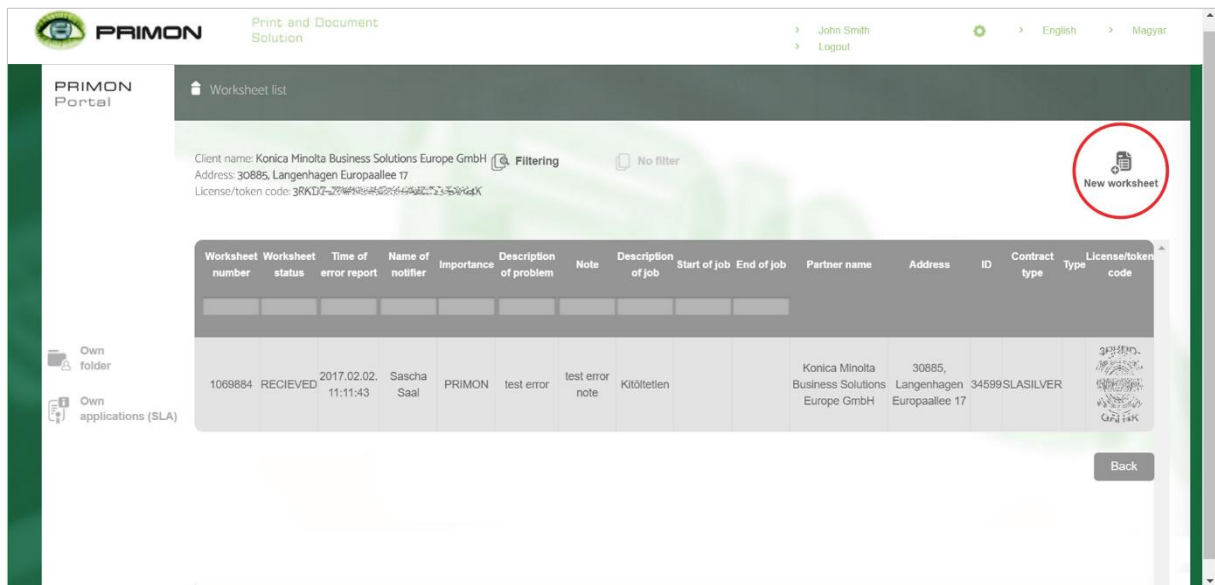 PRIMON
Print and Document
Solution
> John Smith
> Logout
> English
> Magyar
PRIMON
Portal
Worksheet list
Client name: Konica Minolta Business Solutions Europe GmbH
Address: 30885, Langenhagen Europaallee 17
License/token code:
Filtering
No filter
New worksheet
Worksheet number
Worksheet status
Time of error report
Name of notifier
Importance
Description of problem
Note
Description of job
Start of job
End of job
Partner name
Address
ID
Contract type
Type
License/token code
1069884
RECIEVED
2017.02.02.
11:11:43
Sascha
Saal
PRIMON
test error
test error
note
Kitöltetlen
Konica Minolta
Business Solutions
Europe GmbH
30885,
Langenhagen
Europaallee 17
34599
SLASILVER
Own
folder
Own
applications (SLA)
Back